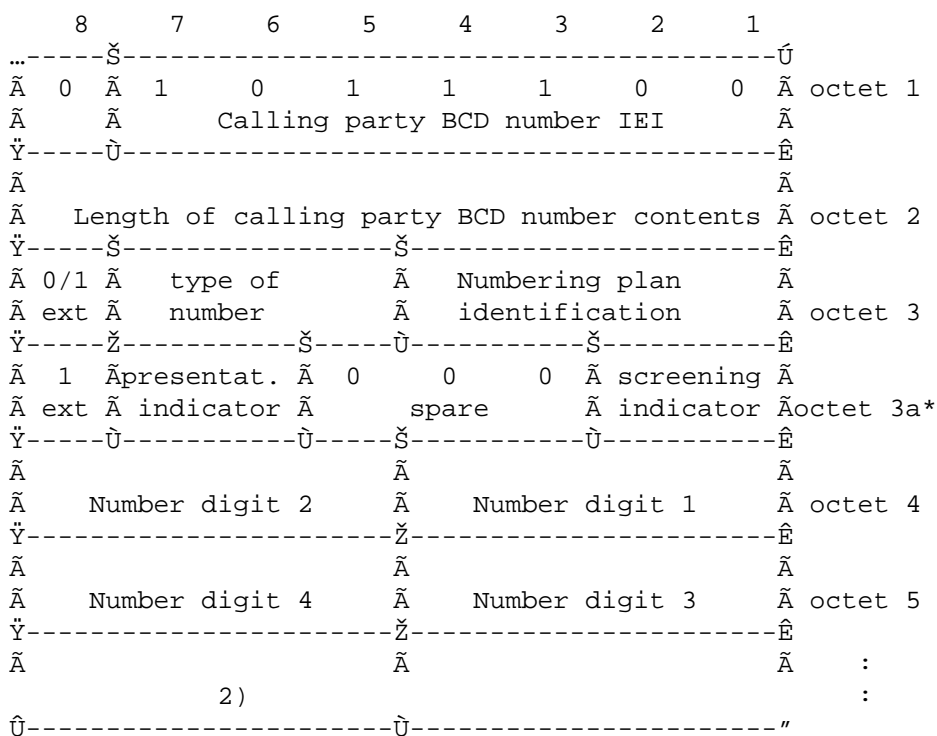 8 7 6 5 4 3 2 1
…-----Š-----------------------------------------Ú
Ã 0 Ã 1 0 1 1 1 0 0 Ã octet 1
Ã Ã Calling party BCD number IEI Ã
Ÿ-----Ù-----------------------------------------Ê
Ã Ã
Ã Length of calling party BCD number contents Ã octet 2
Ÿ-----Š-----------------Š-----------------------Ê
Ã 0/1 Ã type of Ã Numbering plan Ã
Ã ext Ã number Ã identification Ã octet 3
Ÿ-----Ž-----------Š-----Ù-----------Š-----------Ê
Ã 1 Ãpresentat. Ã 0 0 0 Ã screening Ã
Ã ext Ã indicator Ã spare Ã indicator Ãoctet 3a*
Ÿ-----Ù-----------Ù-----Š-----------Ù-----------Ê
Ã Ã Ã
Ã Number digit 2 Ã Number digit 1 Ã octet 4
Ÿ-----------------------Ž-----------------------Ê
Ã Ã Ã
Ã Number digit 4 Ã Number digit 3 Ã octet 5
Ÿ-----------------------Ž-----------------------Ê
Ã Ã Ã :
2) :
Û-----------------------Ù-----------------------″